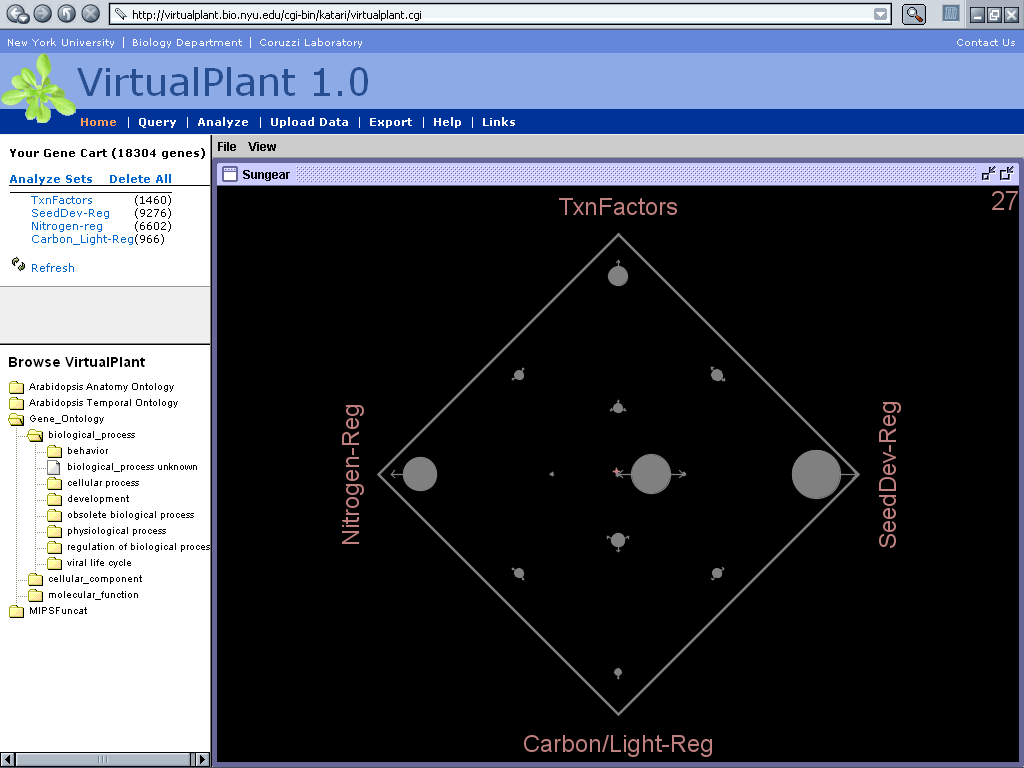 http://virtualplant.bio.nyu.edu/cgi-bin/katari/virtualplant.cgi
New York University | Biology Department | Coruzzi Laboratory
Contact Us
VirtualPlant 1.0
Home | Query | Analyze | Upload Data | Export | Help | Links
Your Gene Cart (18304 genes)
Analyze Sets Delete All
TxnFactors (1460)
SeedDev-Reg (9276)
Nitrogen-reg (6602)
Carbon_Light-Reg(966)
Refresh
Browse VirtualPlant
Arabidopsis Anatomy Ontology
Arabidopsis Temporal Ontology
Gene_Ontology
biological_process
behavior
biological_process unknown
cellular process
development
obsolete biological process
physiological process
regulation of biological proces
viral life cycle
cellular_component
molecular_function
MIPSFuncat
File View
Sungear
27
TxnFactors
Nitrogen-Reg
SeedDev-Reg
Carbon/Light-Reg